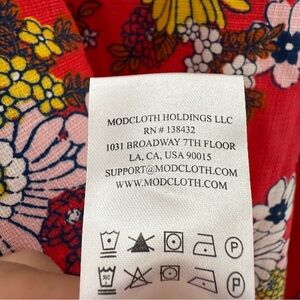 MODCLOTH HOLDINGS LLC
RN # 138432
1031 BROADWAY 7TH FLOOR
LA, CA, USA 90015
SUPPORT@MODCLOTH.COM
WWW.MODCLOTH.COM
P
P